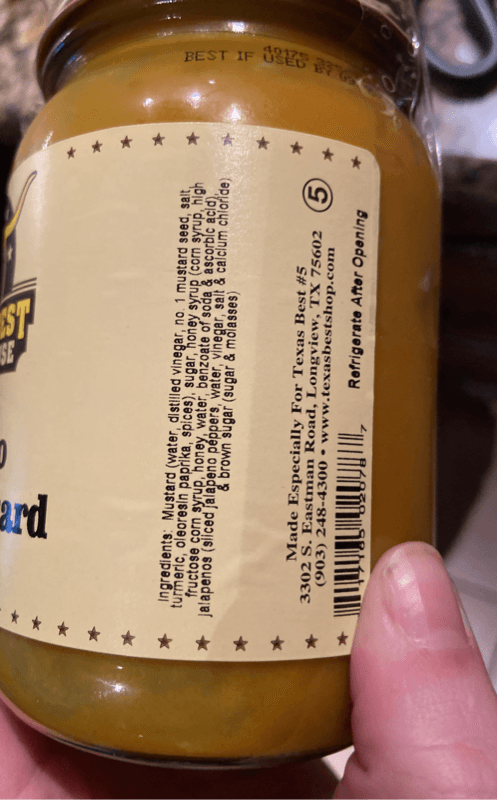 BEST IF USED BY
EST
SE
ard
Ingredients: Mustard (water, distilled vinegar, no. 1 mustard seed, salt,
turmeric, oleoresin paprika, spices), sugar, honey syrup (corn syrup, high
fructose corn syrup, honey, water, benzoate of soda & ascorbic acid),
jalapenos (sliced jalapeno peppers, water, vinegar, salt & calcium chloride)
& brown sugar (sugar & molasses)
Made Especially For Texas Best #5
3302 S. Eastman Road, Longview, TX 75602
(903) 248-4300 • www.texasbestshop.com
5
Refrigerate After Opening